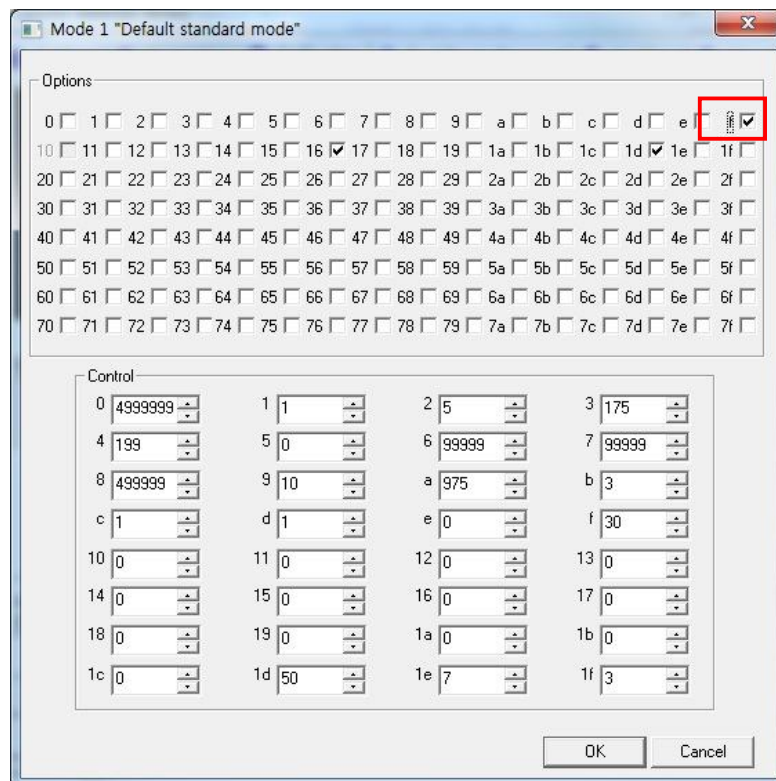 Mode 1 "Default standard mode"
Options
0 1 2 3 4 5 6 7 8 9 a b c d e f
10 11 12 13 14 15 16 17 18 19 1a 1b 1c 1d 1e 1f
20 21 22 23 24 25 26 27 28 29 2a 2b 2c 2d 2e 2f
30 31 32 33 34 35 36 37 38 39 3a 3b 3c 3d 3e 3f
40 41 42 43 44 45 46 47 48 49 4a 4b 4c 4d 4e 4f
50 51 52 53 54 55 56 57 58 59 5a 5b 5c 5d 5e 5f
60 61 62 63 64 65 66 67 68 69 6a 6b 6c 6d 6e 6f
70 71 72 73 74 75 76 77 78 79 7a 7b 7c 7d 7e 7f
Control
0 4999999 1 1 2 5 3 175
4 199 5 0 6 99999 7 99999
8 499999 9 10 a 975 b 3
c 1 d 1 e 0 f 30
10 0 11 0 12 0 13 0
14 0 15 0 16 0 17 0
18 0 19 0 1a 0 1b 0
1c 0 1d 50 1e 7 1f 3
OK Cancel